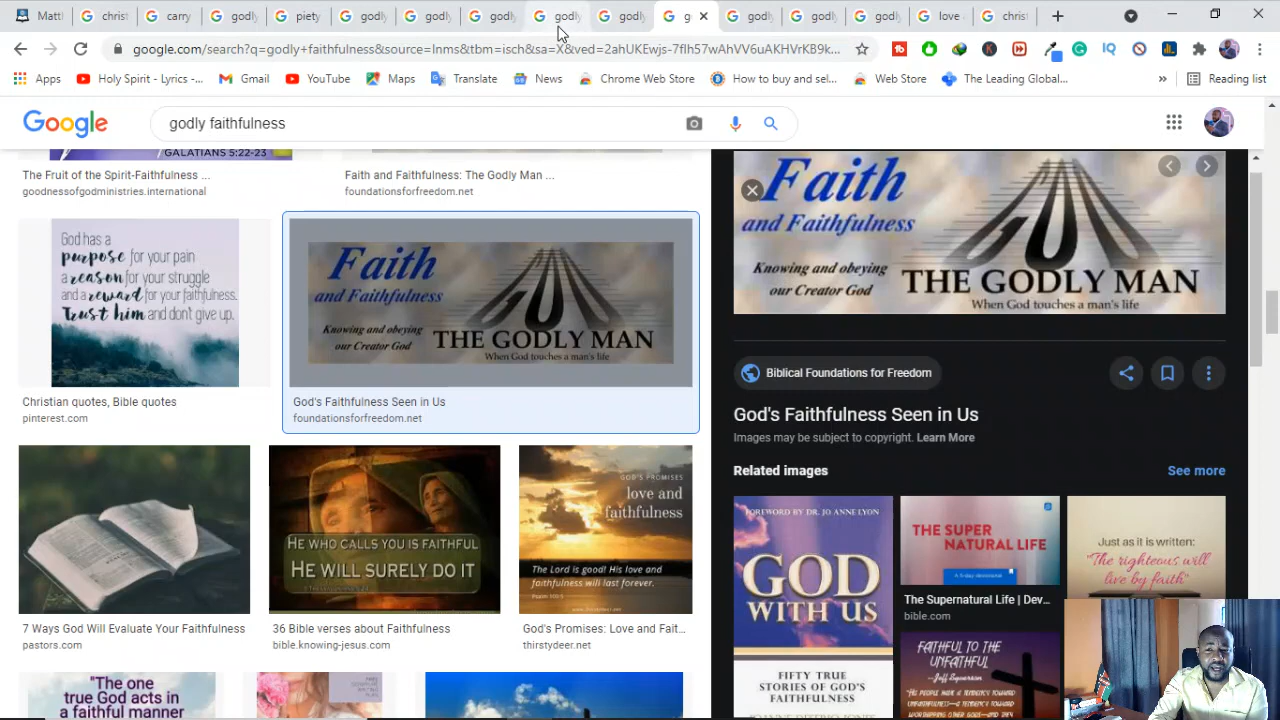 Matt
christ
cary
godly
piety
godly
godly
godly
godly
godly
g
godly
godly
godly
love
christ
google.com/search?q=godly+faithfulness&source=lnms&tbm=isch&sa=X&ved=2ahUKEwjs-7flh57wAhVV6uAKHVrKB9k...
Apps
Holy Spirit - Lyrics -...
Gmail
YouTube
Maps
Translate
News
Chrome Web Store
How to buy and sel...
Web Store
The Leading Global...
»
Reading list
Google
godly faithfulness
GALATIANS 5:22-23
The Fruit of the Spirit-Faithfulness ...
goodnessofgodministries.international
Faith and Faithfulness: The Godly Man ...
foundationsforfreedom.net
God has a
purpose for your pain
a reason for your struggle
and a reward for your faithfulness.
Trust him and don't give up.
Christian quotes, Bible quotes
pinterest.com
Faith
and Faithfulness
Knowing and obeying
our Creator God
THE GODLY MAN
When God touches a man's life
God's Faithfulness Seen in Us
foundationsforfreedom.net
7 Ways God Will Evaluate Your Faithfulness
pastors.com
HE WHO CALLS YOU IS FAITHFUL
HE WILL SURELY DO IT
36 Bible verses about Faithfulness
bible.knowing-jesus.com
GOD'S PROMISES:
love and
faithfulness
The Lord is good! His love and
faithfulness will last forever.
God's Promises: Love and Fait...
thirstydeer.net
"The one
true God acts in
a faithful manner
Faith
and Faithfulness
Knowing and obeying
our Creator God
THE GODLY MAN
When God touches a man's life
Biblical Foundations for Freedom
God's Faithfulness Seen in Us
Images may be subject to copyright. Learn More
Related images
See more
FOREWORD BY DR. JO ANNE LYON
GOD
WITH US
FIFTY TRUE
STORIES OF GOD'S
FAITHFULNESS
THE SUPER
NATURAL LIFE
A 5-day devotional
The Supernatural Life | Dev...
bible.com
FAITHFUL TO THE
UNFAITHFUL
Just as it is written:
"The righteous will
live by faith"